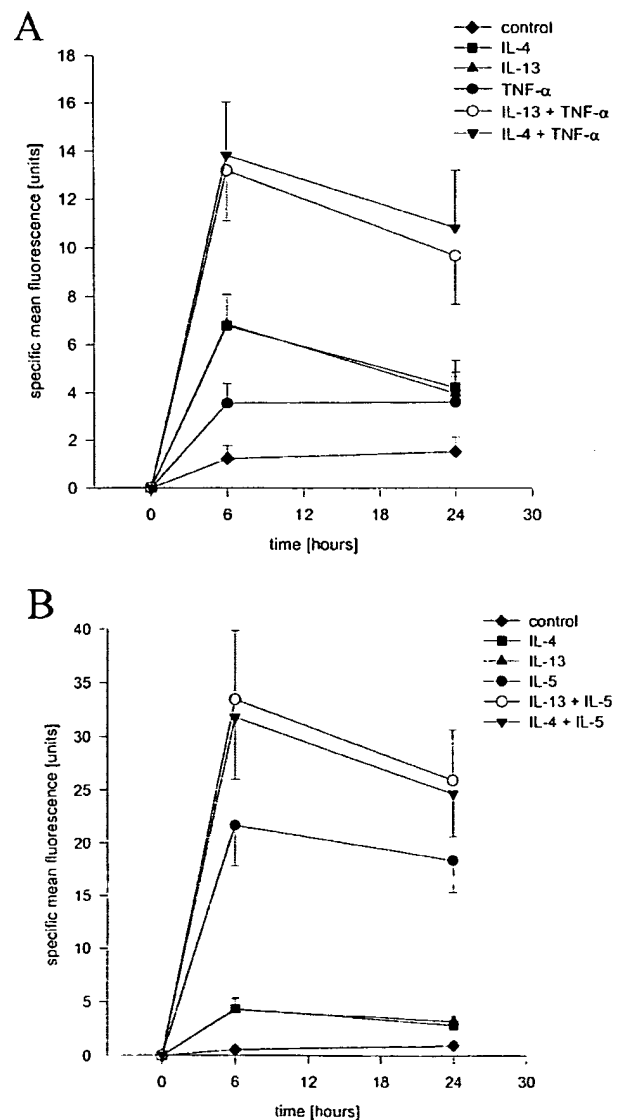 A
control
IL-4
IL-13
TNF-α
IL-13 + TNF-α
IL-4 + TNF-α
18
16
14
12
10
8
6
4
2
0
specific mean fluorescence [units]
0 6 12 18 24 30
time [hours]
B
control
IL-4
IL-13
IL-5
IL-13 + IL-5
IL-4 + IL-5
40
35
30
25
20
15
10
5
0
specific mean fluorescence [units]
0 6 12 18 24 30
time [hours]